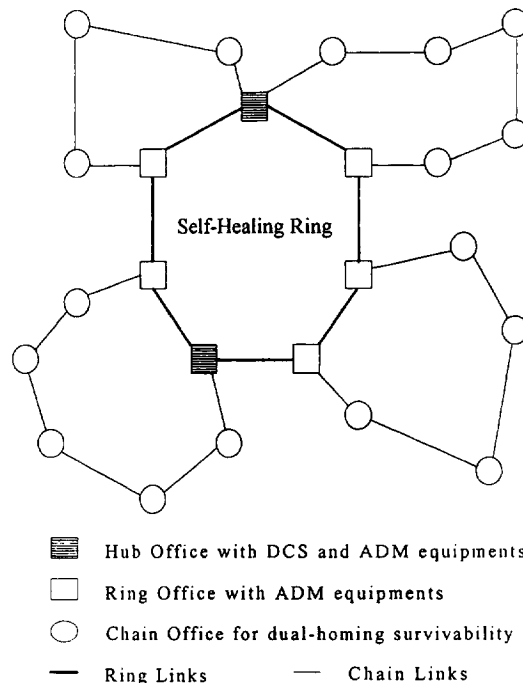 Self-Healing Ring
Hub Office with DCS and ADM equipments
Ring Office with ADM equipments
Chain Office for dual-homing survivability
Ring Links
Chain Links